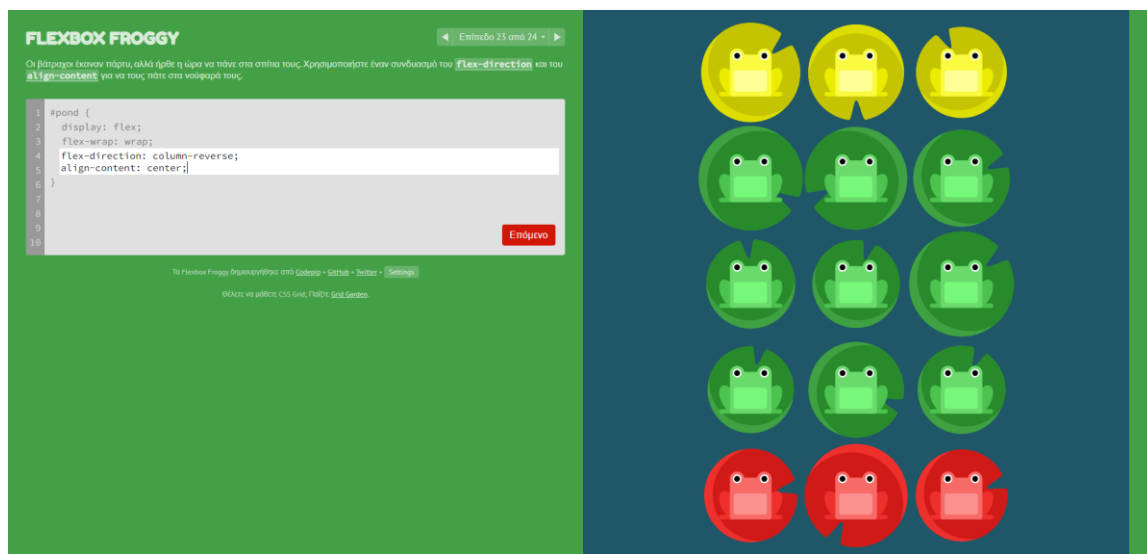 FLEXBOX FROGGY
◀ Επίπεδο 23 από 24 ▾ ▶
Οι βάτραχοι έκαναν πάρτυ, αλλά ήρθε η ώρα να πάνε στα σπίτια τους. Χρησιμοποιήστε έναν συνδυασμό του flex-direction και του
align-content για να τους πάτε στα νούφαρά τους.
1 #pond {
2 display: flex;
3 flex-wrap: wrap;
4 flex-direction: column-reverse;
5 align-content: center;
6 }
7
8
9
10
Επόμενο
Το Flexbox Froggy δημιουργήθηκε από Codepip • GitHub • Twitter • Settings
Θέλετε να μάθετε CSS Grid; Παίξτε Grid Garden.